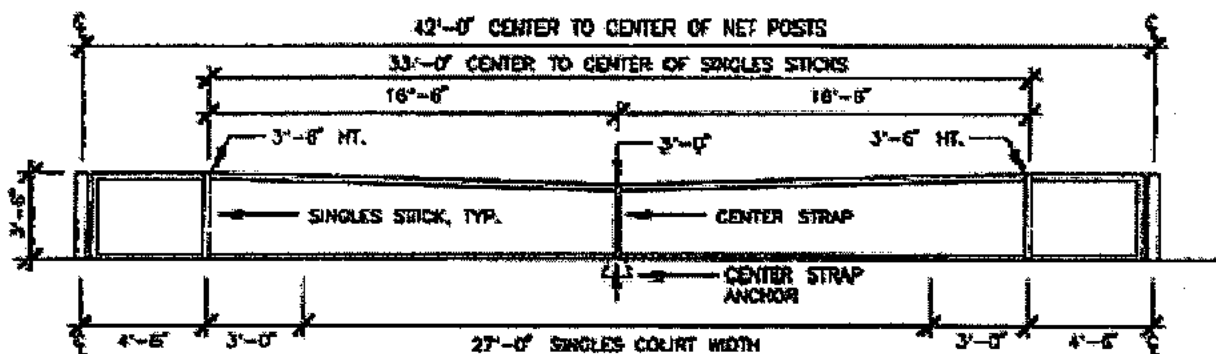 42'-0" CENTER TO CENTER OF NET POSTS
33'-0" CENTER TO CENTER OF SINGLES STICKS
16'-6" 16'-6"
3'-6" HT. 3'-0" 3'-6" HT.
3'-6"
SINGLES STICK, TYP. CENTER STRAP
CENTER STRAP
ANCHOR
4'-6" 3'-0" 27'-0" SINGLES COURT WIDTH 3'-0" 4'-6"